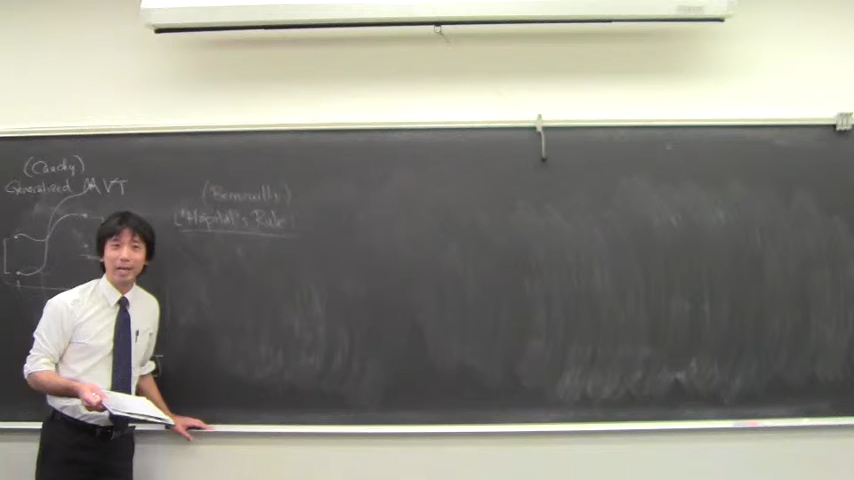 (Cauchy)
Generalized MVT
(Bernoulli)
L'Hôpital's Rule